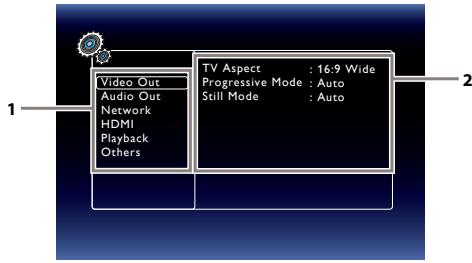 1
Video Out
Audio Out
Network
HDMI
Playback
Others
TV Aspect : 16:9 Wide
Progressive Mode : Auto
Still Mode : Auto
2